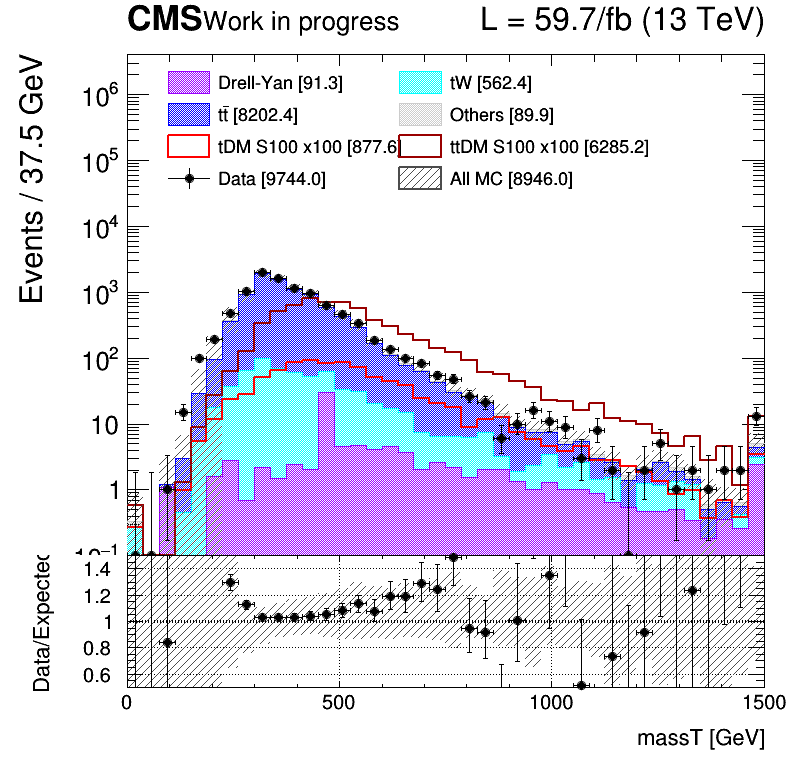 CMS Work in progress L = 59.7/fb (13 TeV)
Events / 37.5 GeV
10⁶
10⁵
10⁴
10³
10²
10
1
10⁻¹
Drell-Yan [91.3] tW [562.4]
tt̄ [8202.4] Others [89.9]
tDM S100 x100 [877.6] ttDM S100 x100 [6285.2]
Data [9744.0] All MC [8946.0]
Data/Expected
1.4
1.2
1
0.8
0.6
0 500 1000 1500
massT [GeV]